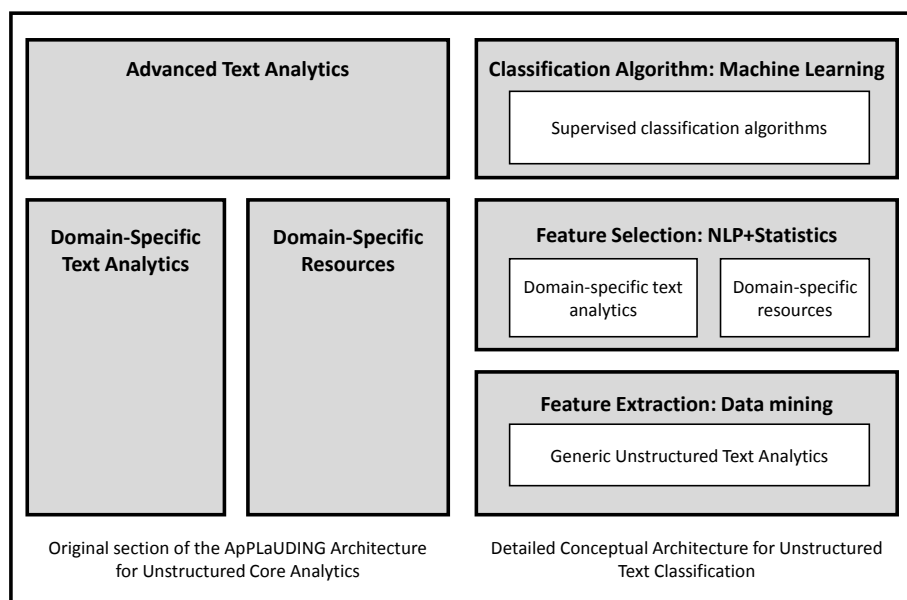 Advanced Text Analytics
Domain-Specific
Text Analytics
Domain-Specific
Resources
Original section of the ApPLaUDING Architecture
for Unstructured Core Analytics
Classification Algorithm: Machine Learning
Supervised classification algorithms
Feature Selection: NLP+Statistics
Domain-specific text
analytics
Domain-specific
resources
Feature Extraction: Data mining
Generic Unstructured Text Analytics
Detailed Conceptual Architecture for Unstructured
Text Classification